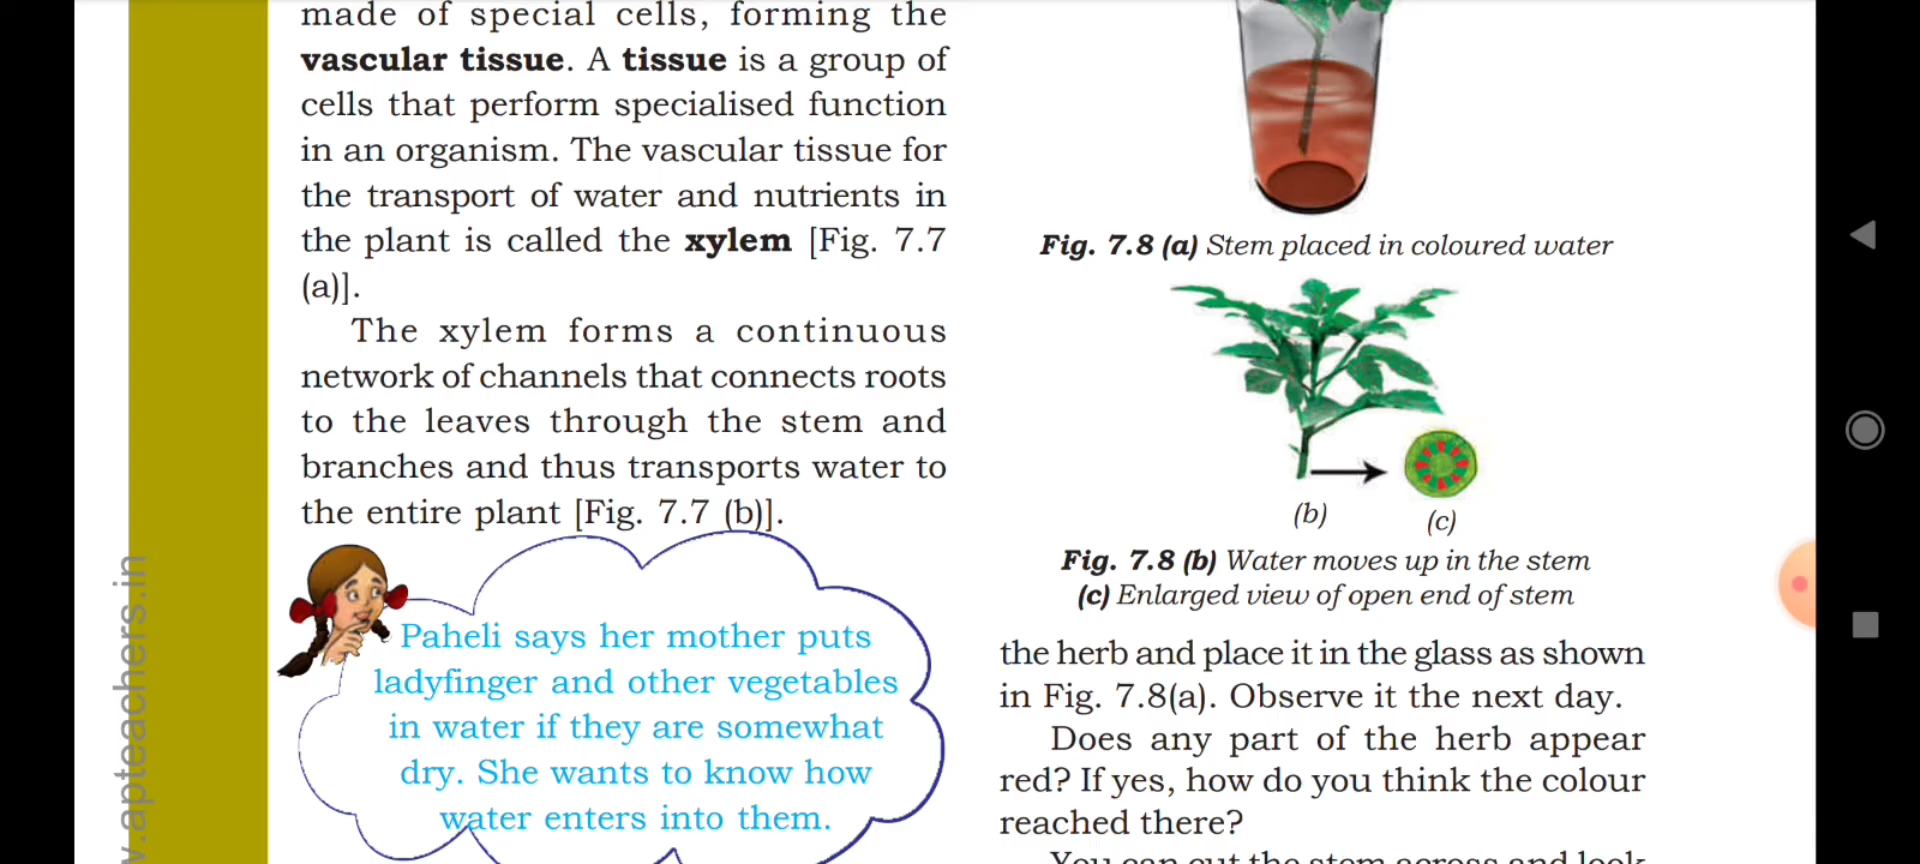 made of special cells, forming the
vascular tissue. A tissue is a group of
cells that perform specialised function
in an organism. The vascular tissue for
the transport of water and nutrients in
the plant is called the xylem [Fig. 7.7
(a)].
The xylem forms a continuous
network of channels that connects roots
to the leaves through the stem and
branches and thus transports water to
the entire plant [Fig. 7.7 (b)].
Paheli says her mother puts
ladyfinger and other vegetables
in water if they are somewhat
dry. She wants to know how
water enters into them.
Fig. 7.8 (a) Stem placed in coloured water
(b)
(c)
Fig. 7.8 (b) Water moves up in the stem
(c) Enlarged view of open end of stem
the herb and place it in the glass as shown
in Fig. 7.8(a). Observe it the next day.
Does any part of the herb appear
red? If yes, how do you think the colour
reached there?
You can cut the stem across and look
w.apteachers.in